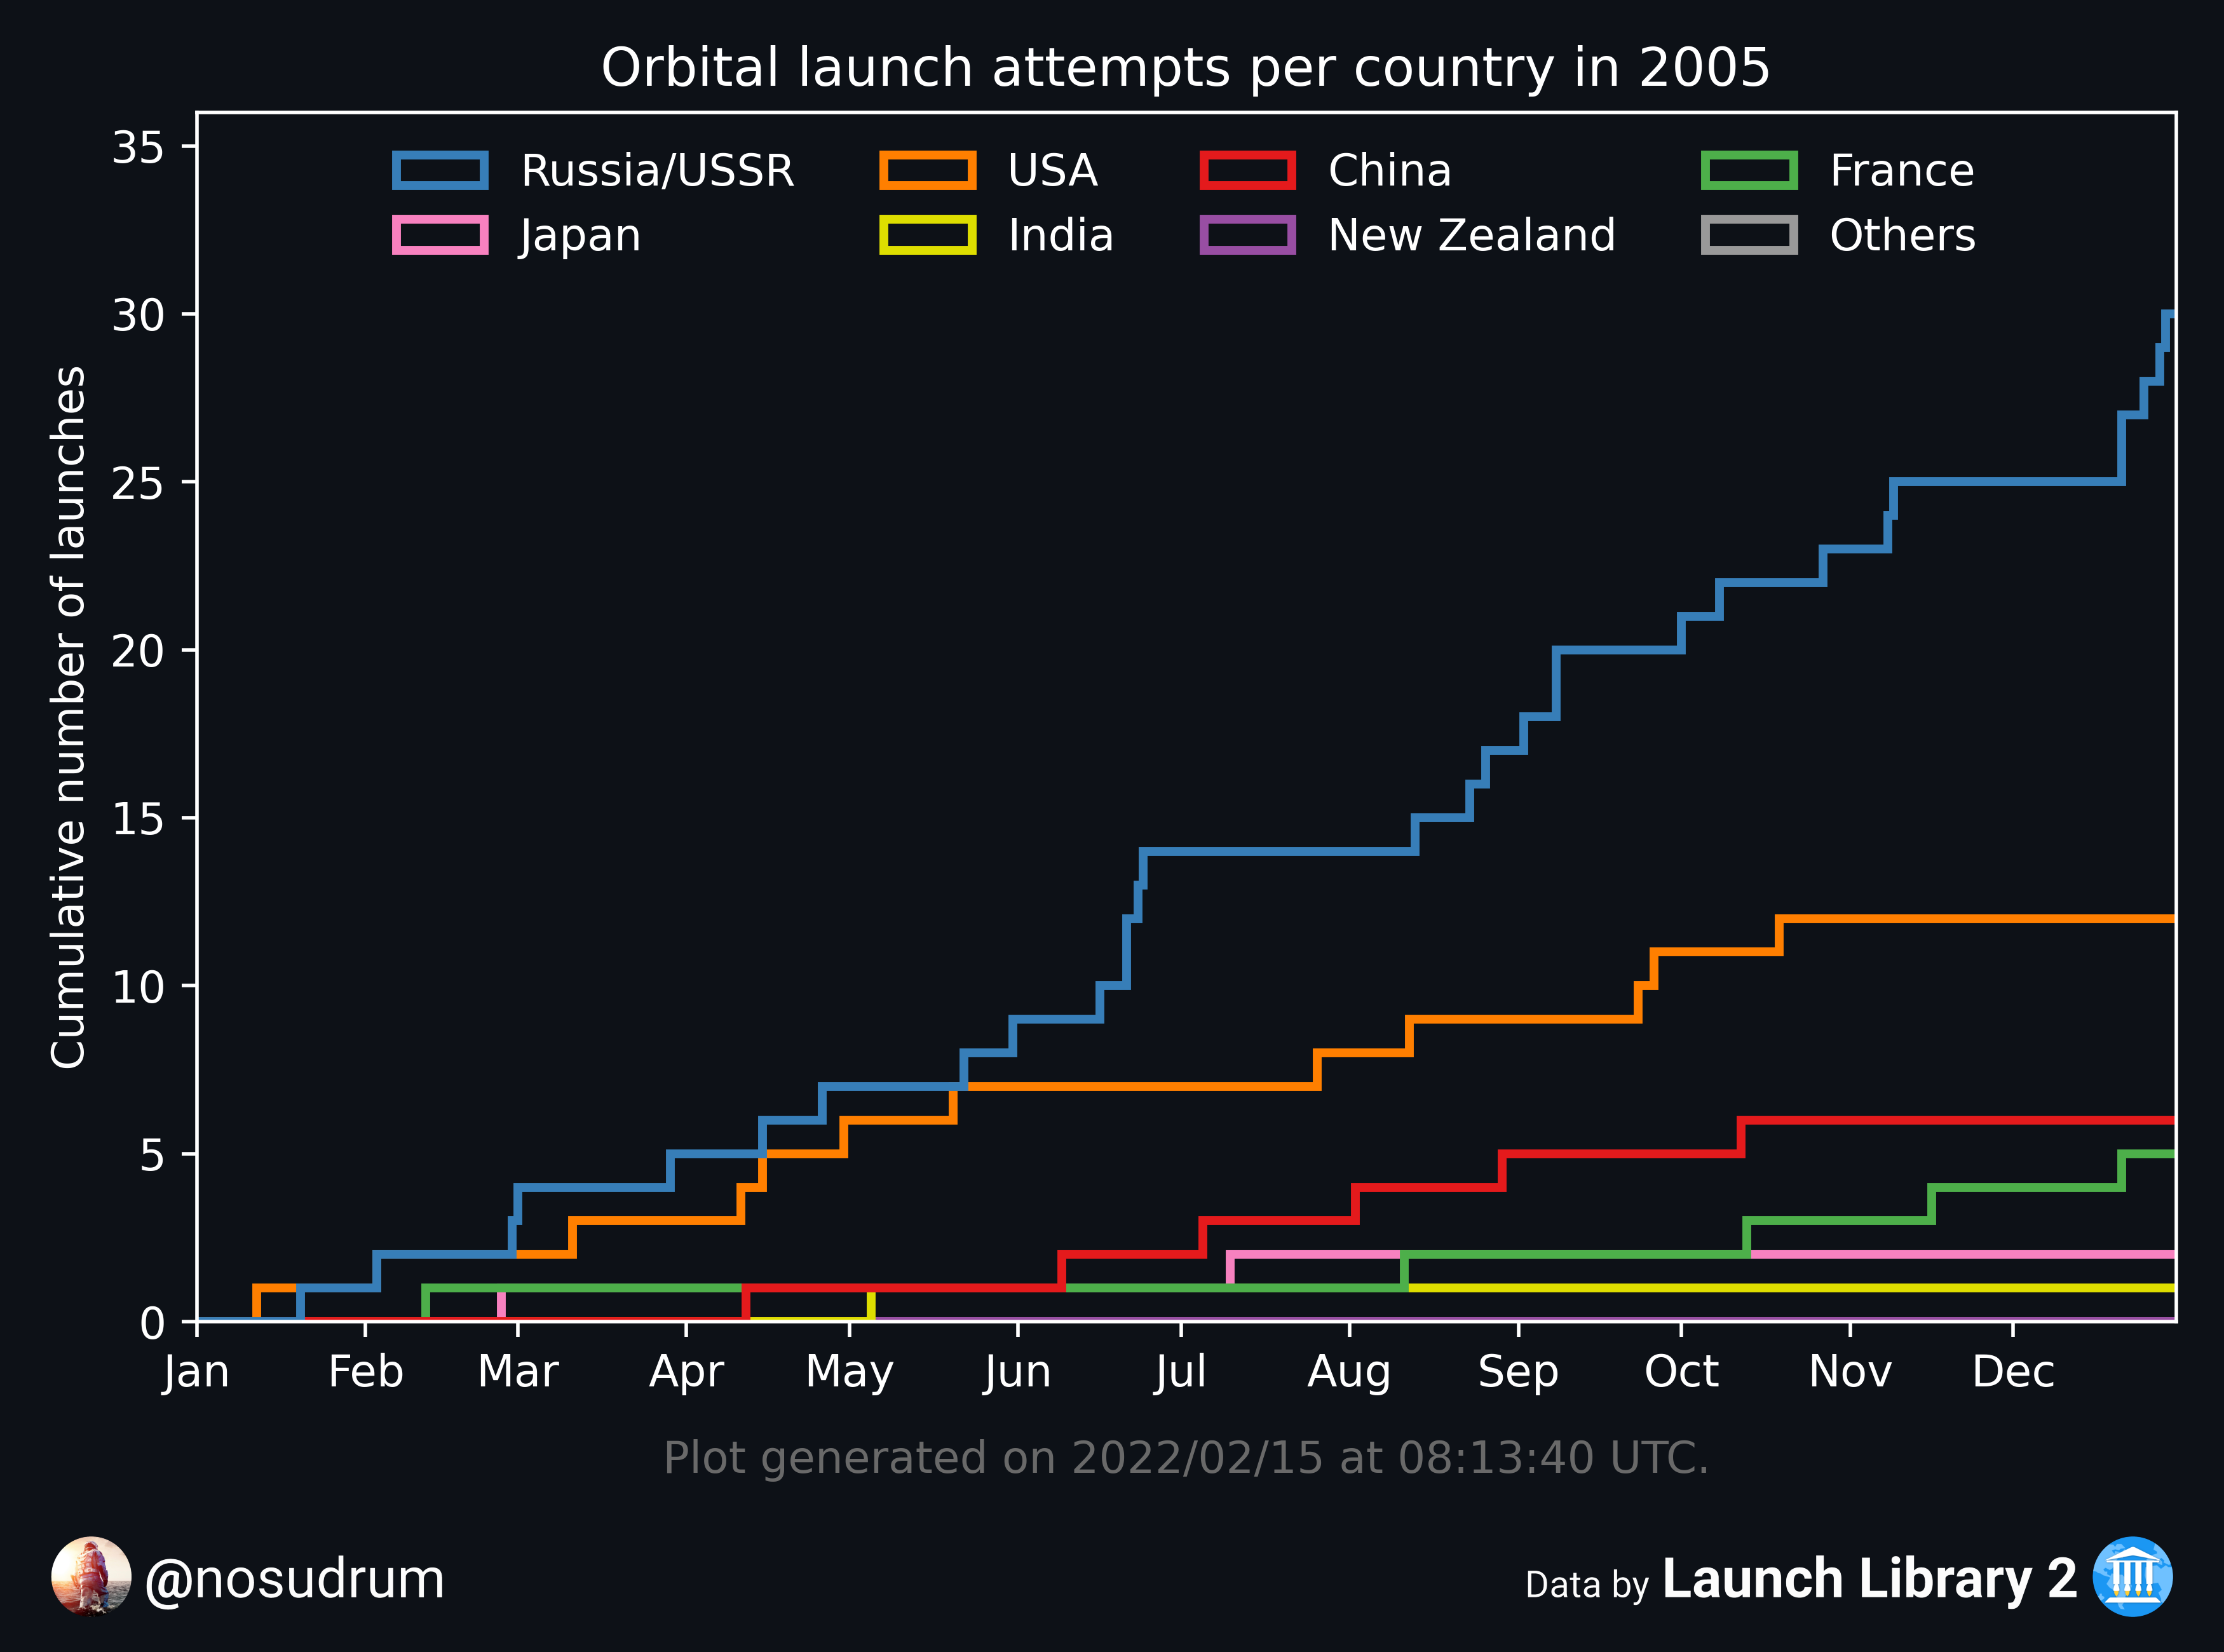 Orbital launch attempts per country in 2005
Russia/USSR USA China France
Japan India New Zealand Others
Cumulative number of launches
35
30
25
20
15
10
5
0
Jan Feb Mar Apr May Jun Jul Aug Sep Oct Nov Dec
Plot generated on 2022/02/15 at 08:13:40 UTC.
@nosudrum
Data by Launch Library 2